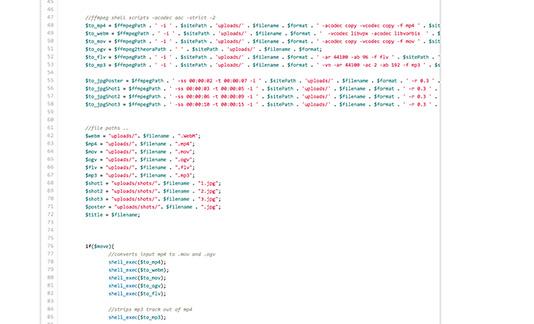 45
46
47 //ffmpeg shell scripts -acodec aac -strict -2
48 $to_mp4 = $ffmpegPath . ' -i ' . $sitePath . 'uploads/' . $filename . $format . ' -acodec copy -vcodec copy -f mp4 ' . $sit
49 $to_webm = $ffmpegPath . ' -i ' . $sitePath . 'uploads/' . $filename . $format . ' -vcodec libvpx -acodec libvorbis ' . $
50 $to_mov = $ffmpegPath . ' -i ' . $sitePath . 'uploads/' . $filename . $format . ' -acodec copy -vcodec copy -f mov ' . $sit
51 $to_ogv = $ffmpeg2theoraPath . ' ' . $sitePath . 'uploads/' . $filename . $format;
52 $to_flv = $ffmpegPath . ' -i ' . $sitePath . 'uploads/' . $filename . $format . ' -ar 44100 -ab 96 -f flv ' . $sitePath .
53 $to_mp3 = $ffmpegPath . ' -i ' . $sitePath . 'uploads/' . $filename . $format . ' -vn -ar 44100 -ac 2 -ab 192 -f mp3 ' . $s
54
55 $to_jpgPoster = $ffmpegPath . ' -ss 00:00:02 -t 00:00:07 -i ' . $sitePath . 'uploads/' . $filename . $format . ' -r 0.3 ' .
56 $to_jpgShot1 = $ffmpegPath . ' -ss 00:00:03 -t 00:00:05 -i ' . $sitePath . 'uploads/' . $filename . $format . ' -r 0.3 ' .
57 $to_jpgShot2 = $ffmpegPath . ' -ss 00:00:06 -t 00:00:09 -i ' . $sitePath . 'uploads/' . $filename . $format . ' -r 0.3 ' .
58 $to_jpgShot3 = $ffmpegPath . ' -ss 00:00:10 -t 00:00:15 -i ' . $sitePath . 'uploads/' . $filename . $format . ' -r 0.3 ' .
59
60
61 //file paths ..
62 $webm = "uploads/". $filename . ".WebM";
63 $mp4 = "uploads/". $filename . ".mp4";
64 $mov = "uploads/". $filename . ".mov";
65 $ogv = "uploads/". $filename . ".ogv";
66 $flv = "uploads/". $filename . ".flv";
67 $mp3 = "uploads/". $filename . ".mp3";
68 $shot1 = "uploads/shots/". $filename . "1.jpg";
69 $shot2 = "uploads/shots/". $filename . "2.jpg";
70 $shot3 = "uploads/shots/". $filename . "3.jpg";
71 $poster = "uploads/shots/". $filename . ".jpg";
72 $title = $filename;
73
74
75
76 if($move){
77 //converts input mp4 to .mov and .ogv
78 shell_exec($to_mp4);
79 shell_exec($to_webm);
80 shell_exec($to_mov);
81 shell_exec($to_ogv);
82 shell_exec($to_flv);
83
84 //strips mp3 track out of mp4
85 shell_exec($to_mp3);